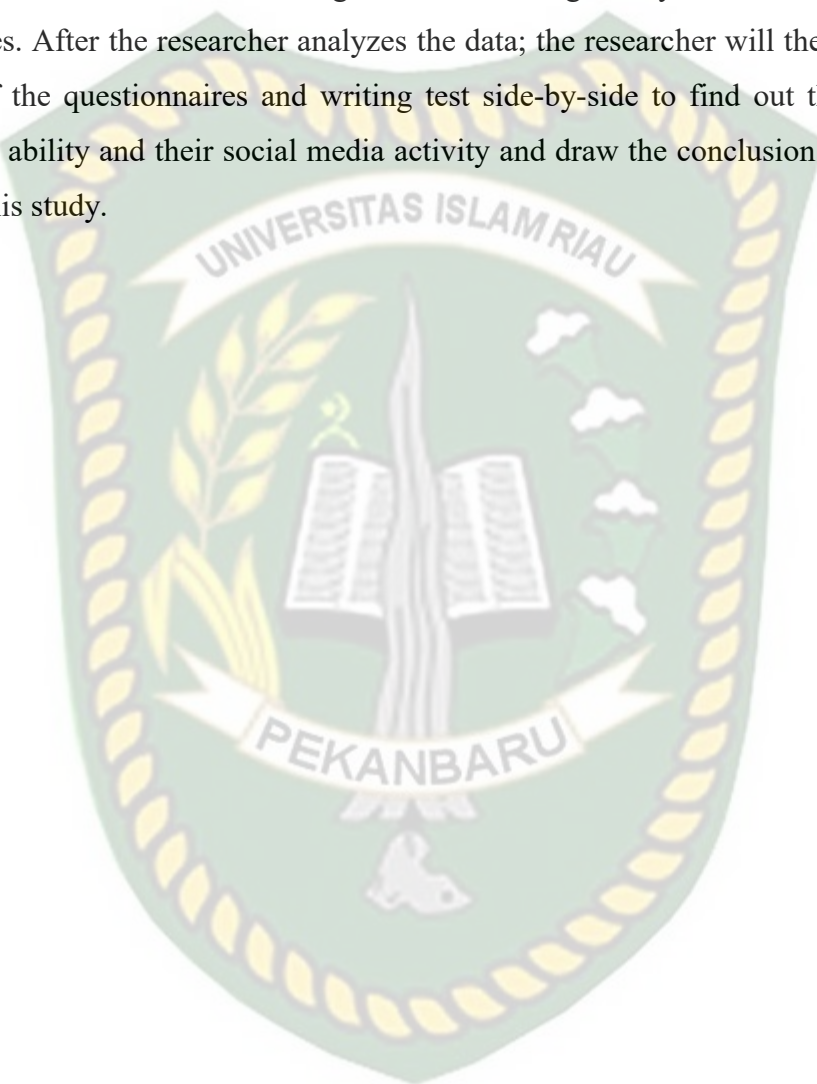 es. After the researcher analyzes the data; the researcher will the
f the questionnaires and writing test side-by-side to find out t
ability and their social media activity and draw the conclusion
is study.
UNIVERSITAS ISLAM RIAU
PEKANBARU